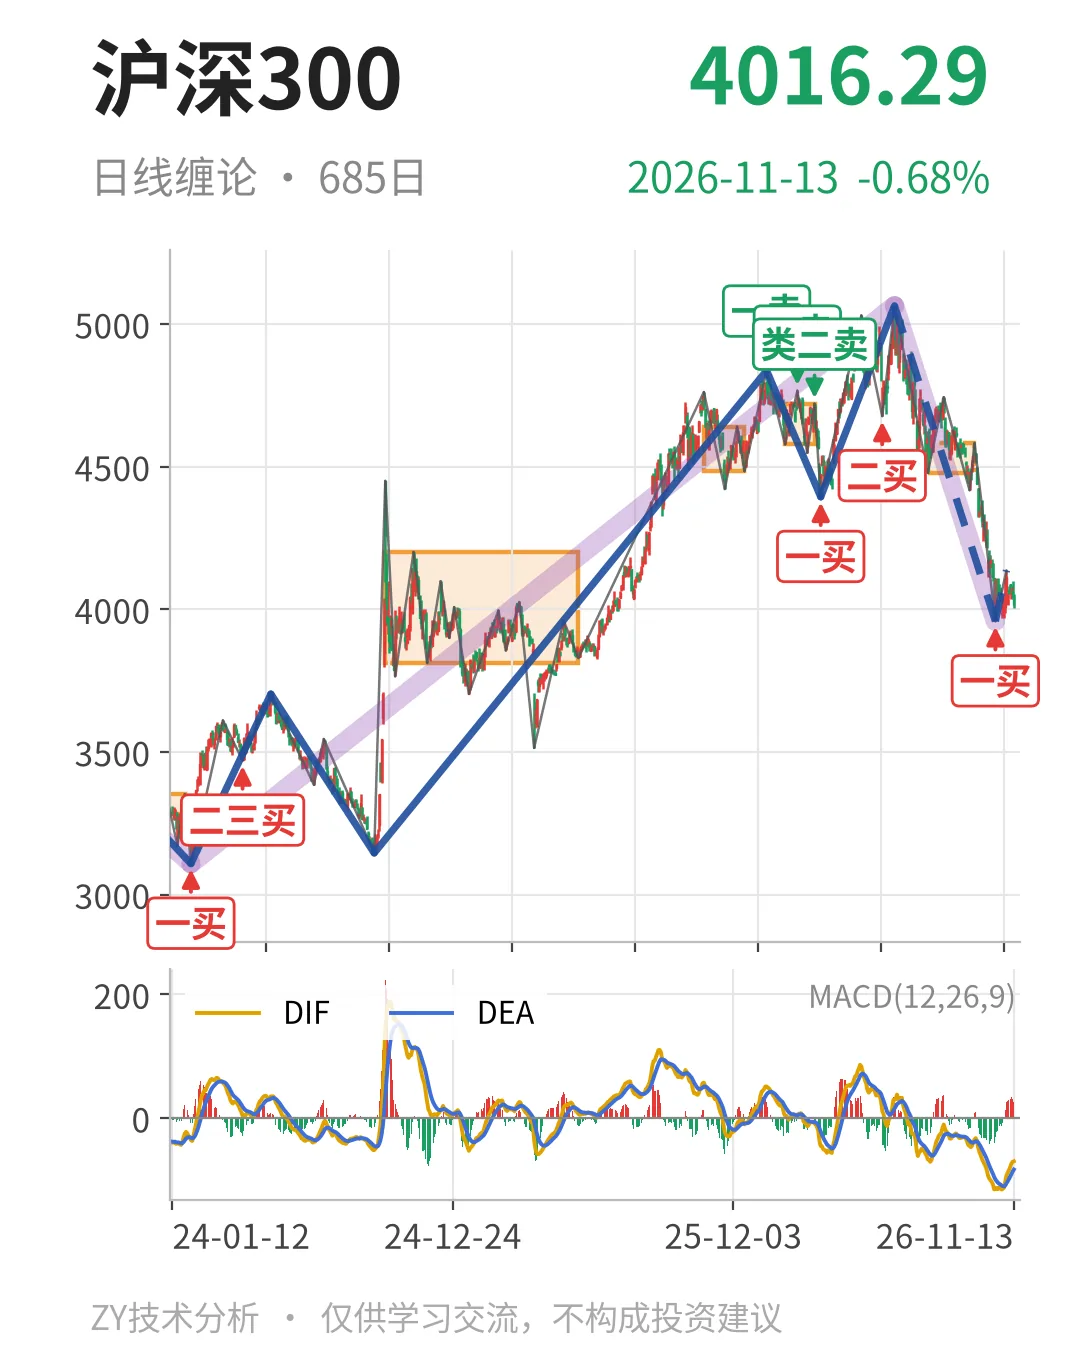 沪深300
4016.29
日线缠论 · 685日
2026-11-13 -0.68%
5000
4500
4000
3500
3000
类二卖
二买
一买
一买
二三买
一买
200
0
DIF
DEA
MACD(12,26,9)
24-01-12
24-12-24
25-12-03
26-11-13
ZY技术分析 · 仅供学习交流，不构成投资建议